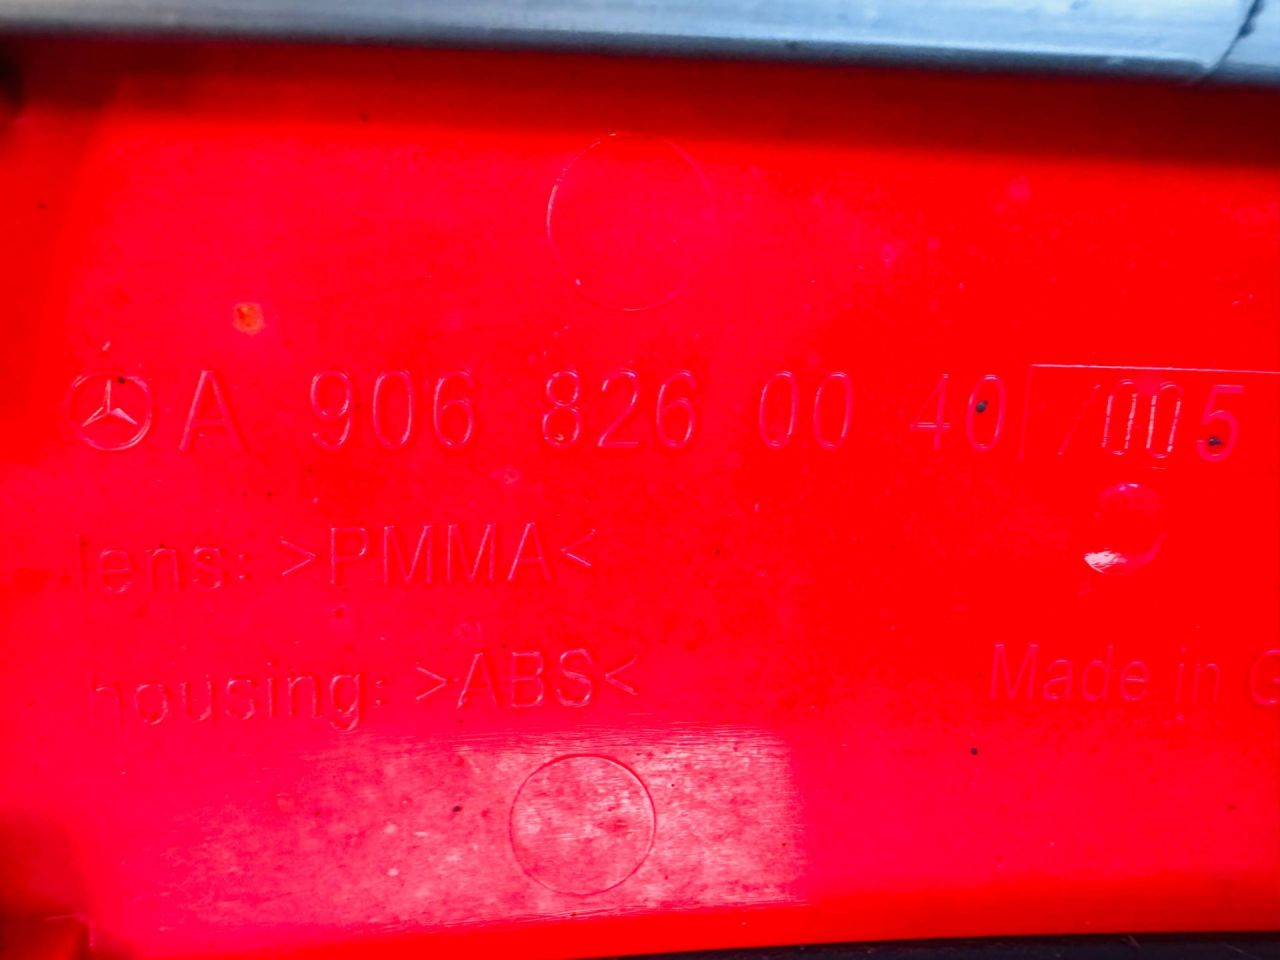 A 906 826 00 40 /005
lens: >PMMA<
housing: >ABS<
Made in G